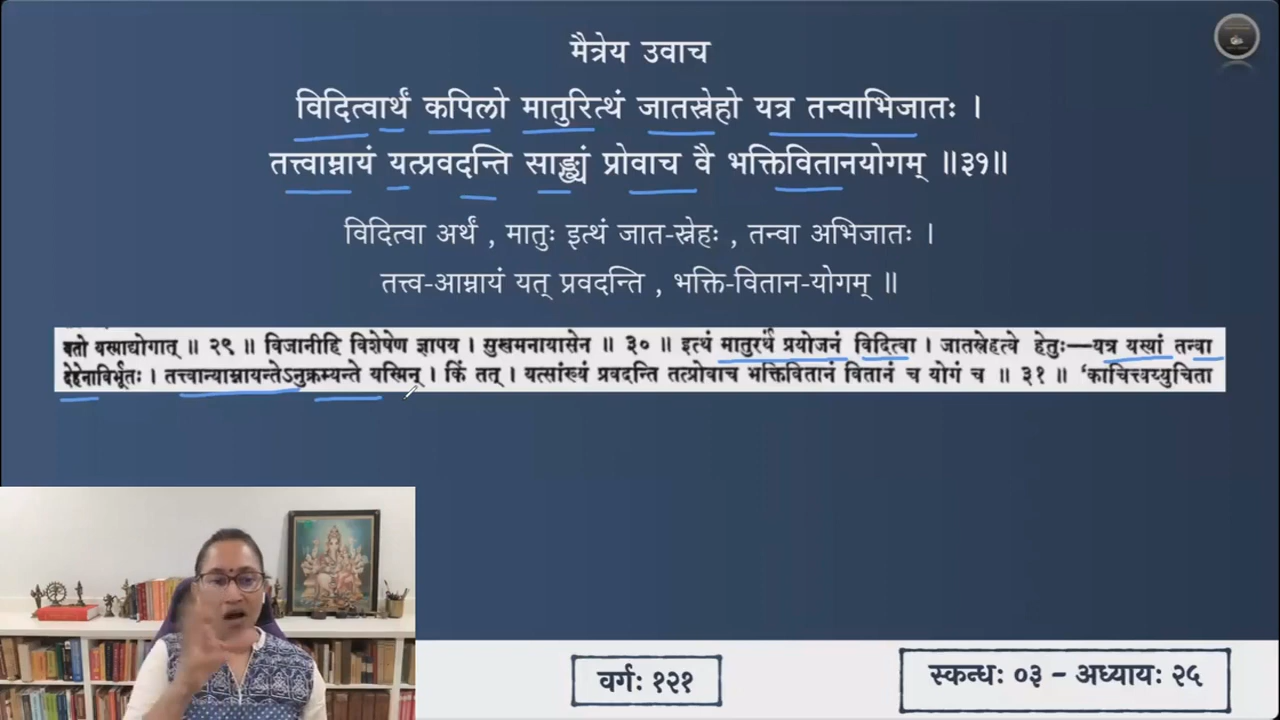 मैत्रेय उवाच
विदित्वार्थं कपिलो मातुरित्थं जातस्नेहो यत्र तन्वाभिजातः ।
तत्त्वाम्नायं यत्प्रवदन्ति साङ्ख्यं प्रोवाच वै भक्तिवितानयोगम् ॥३१॥
विदित्वा अर्थं , मातुः इत्थं जात-स्नेहः , तन्वा अभिजातः ।
तत्त्व-आम्नायं यत् प्रवदन्ति , भक्ति-वितान-योगम् ॥
यस्माद्योगात् ॥ २९ ॥ विजानीहि विशेषेण ज्ञापय । सुखमनायासेन ॥ ३० ॥ इत्थं मातुरर्थं प्रयोजनं विदित्वा । जातस्नेहत्वे हेतुः—यत्र यस्यां तन्वा
देहेनाविर्भूतः । तत्त्वान्याम्नायन्तेऽनुक्रम्यन्ते यस्मिन् । किं तत् । यत्सांख्यं प्रवदन्ति तत्प्रोवाच भक्तिवितानं वितानं च योगं च ॥ ३१ ॥ ‘काचित्त्वय्युचिता
वर्गः १२१
स्कन्धः ०३ - अध्यायः २५